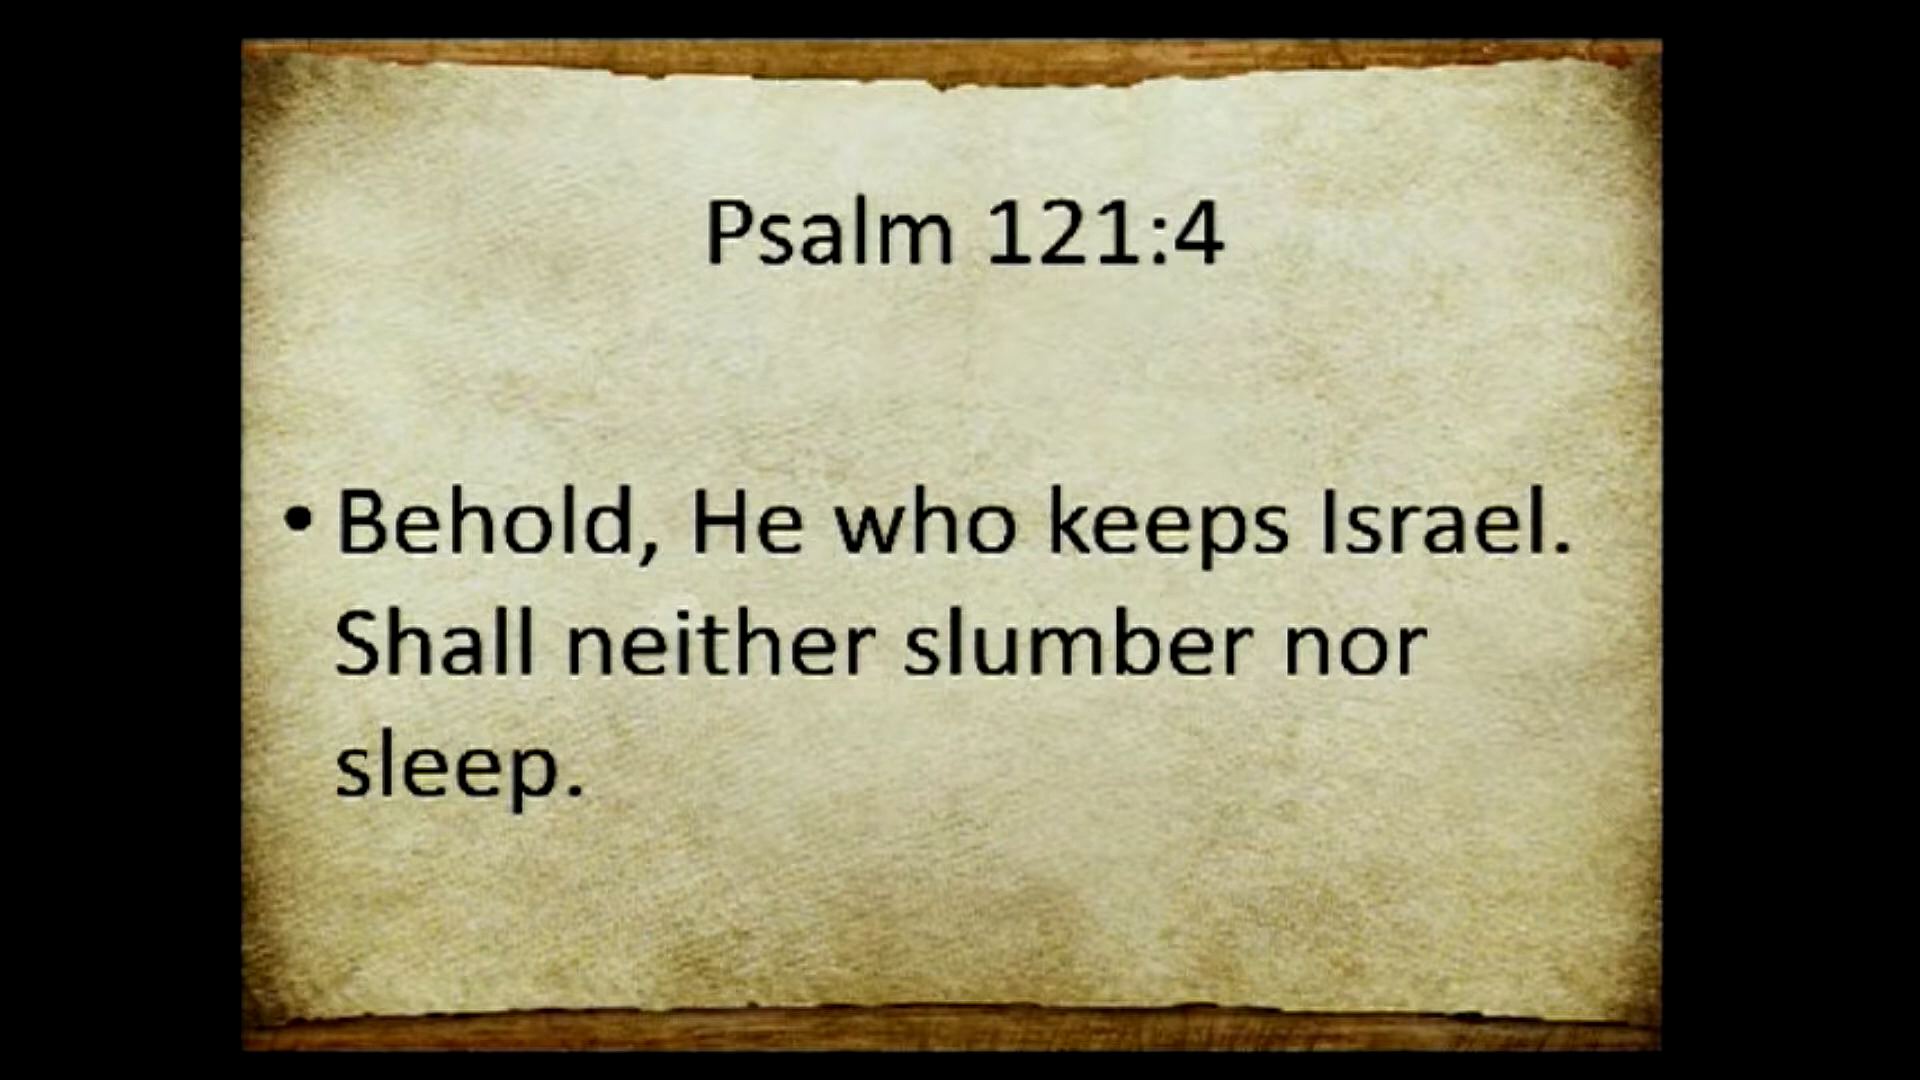 Psalm 121:4
• Behold, He who keeps Israel.
Shall neither slumber nor
sleep.